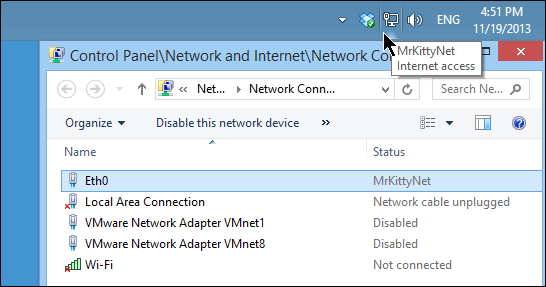 ENG
4:51 PM
11/19/2013
MrKittyNet
Internet access
Control Panel\Network and Internet\Network Co
Net...
Network Conn...
Search Ne...
Organize
Disable this network device
»
Name
Status
Eth0
MrKittyNet
Local Area Connection
Network cable unplugged
VMware Network Adapter VMnet1
Disabled
VMware Network Adapter VMnet8
Disabled
Wi-Fi
Not connected